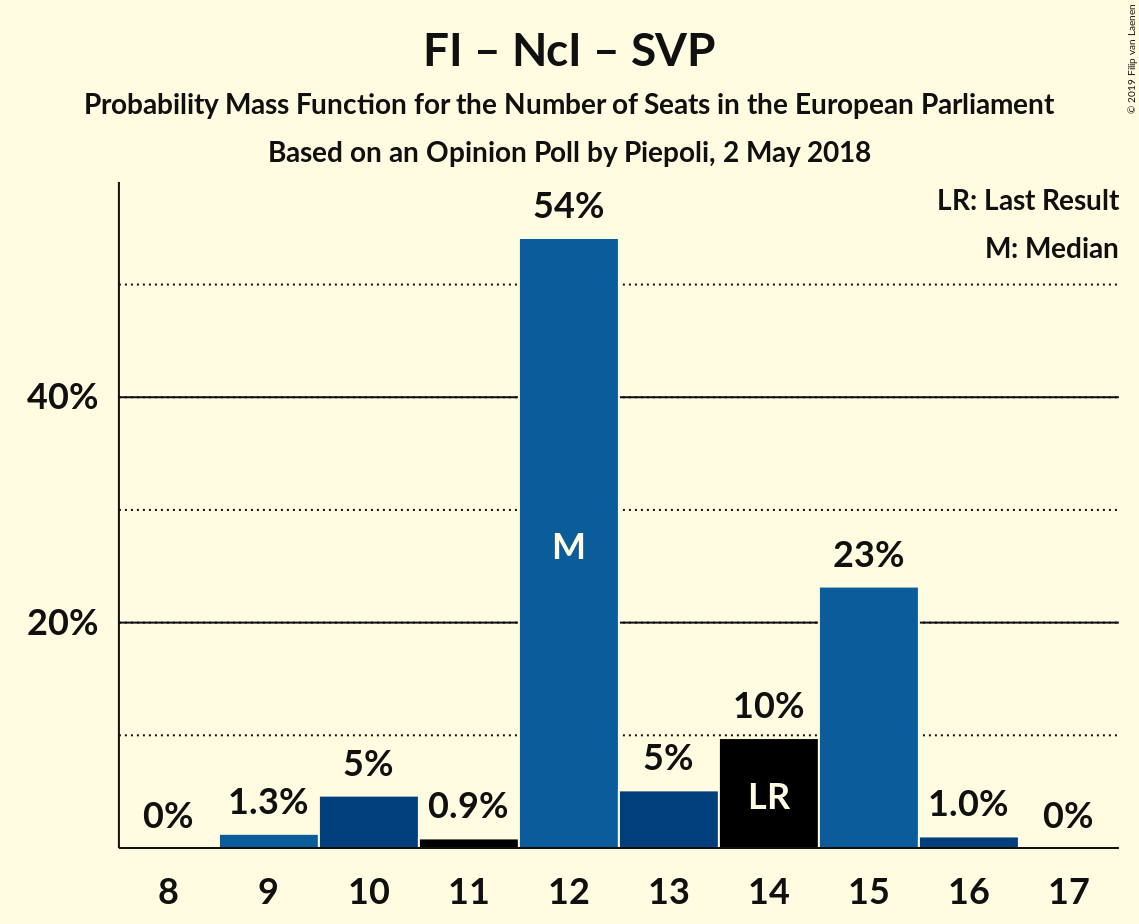 FI – NcI – SVP
Probability Mass Function for the Number of Seats in the European Parliament
Based on an Opinion Poll by Piepoli, 2 May 2018
© 2019 Filip van Laenen
LR: Last Result
M: Median
54%
40%
M
23%
20%
10%
5%
5%
LR
0%
1.3%
0.9%
1.0%
0%
8 9 10 11 12 13 14 15 16 17